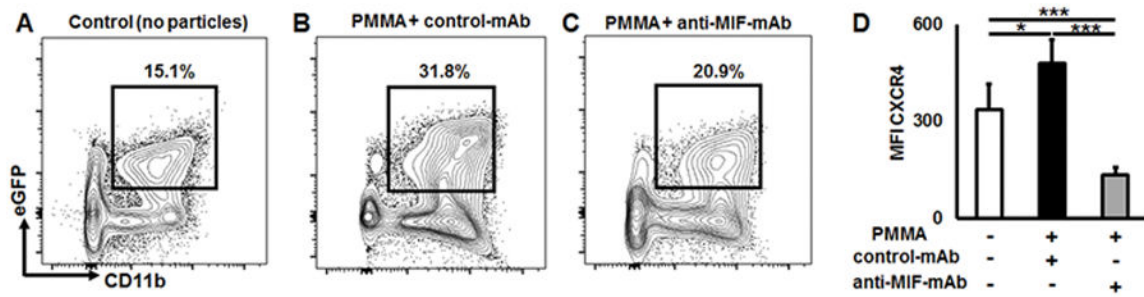 A Control (no particles)
15.1%
eGFP
CD11b
B PMMA + control-mAb
31.8%
C PMMA + anti-MIF-mAb
20.9%
D
600
300
0
MFI CXCR4
***
* ***
PMMA - + +
control-mAb - + -
anti-MIF-mAb - - +